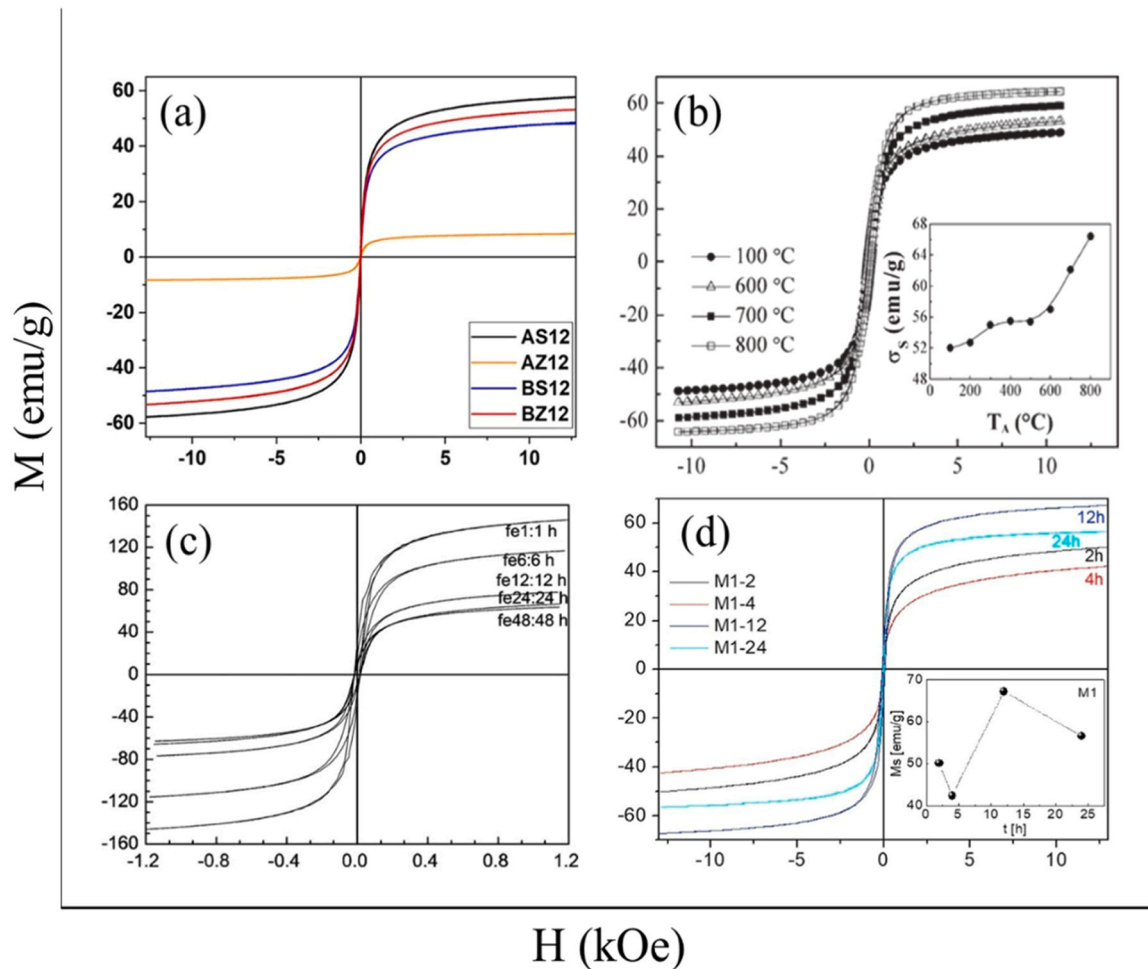 M (emu/g)
(a)
60
40
20
0
-20
-40
-60
-10
-5
0
5
10
AS12
AZ12
BS12
BZ12
(b)
60
40
20
0
-20
-40
-60
-10
-5
0
5
10
100 °C
600 °C
700 °C
800 °C
σS (emu/g)
68
64
60
56
52
48
0
200
400
600
800
TA (°C)
(c)
160
120
80
40
0
-40
-80
-120
-160
-1.2
-0.8
-0.4
0.0
0.4
0.8
1.2
fe1:1 h
fe6:6 h
fe12:12 h
fe24:24 h
fe48:48 h
(d)
60
40
20
0
-20
-40
-60
-10
-5
0
5
10
12h
24h
2h
4h
M1-2
M1-4
M1-12
M1-24
M1
Ms [emu/g]
70
60
50
40
0
5
10
15
20
25
t [h]
H (kOe)